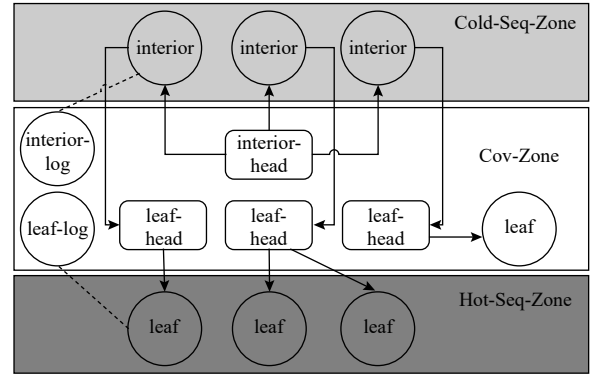 Cold-Seq-Zone
interior
interior
interior
interior-
log
interior-
head
Cov-Zone
leaf-log
leaf-
head
leaf-
head
leaf-
head
leaf
Hot-Seq-Zone
leaf
leaf
leaf